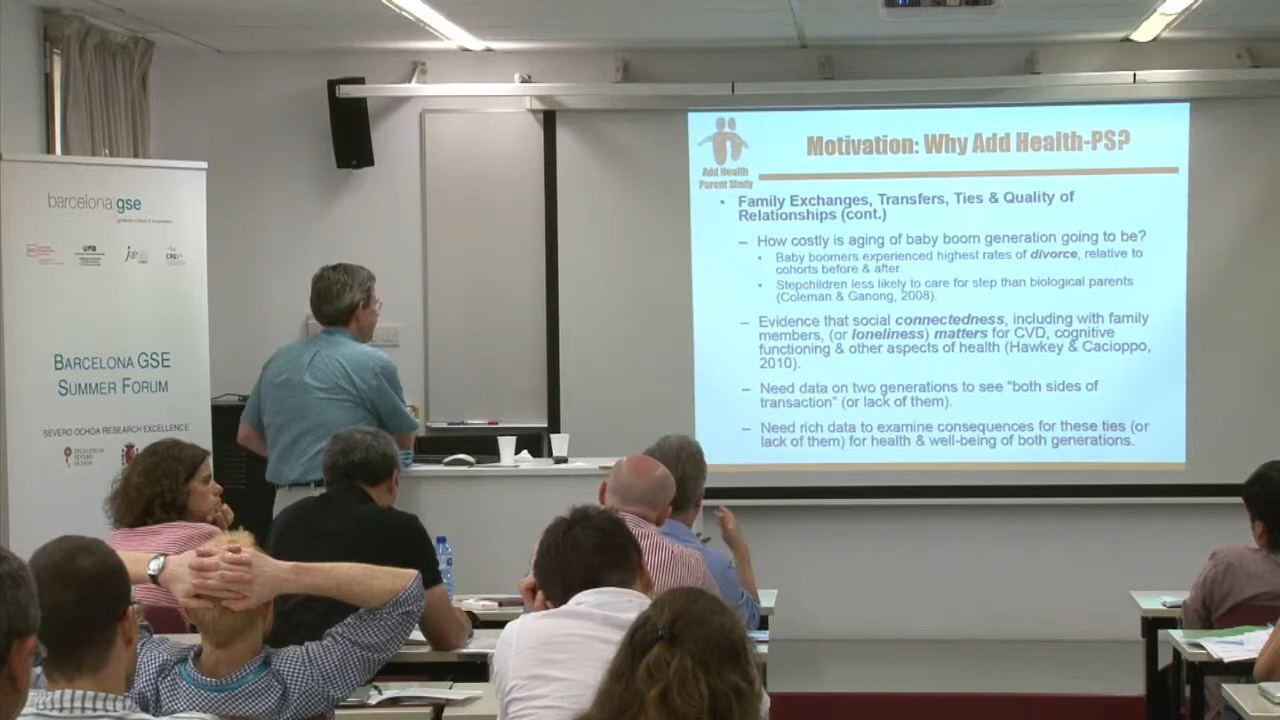 barcelona gse
UPF
CREI
BARCELONA GSE
SUMMER FORUM
SEVERO OCHOA RESEARCH EXCELLENCE
EXCELENCIA
SEVERO
OCHOA
Add Health
Parent Study
Motivation: Why Add Health-PS?
• Family Exchanges, Transfers, Ties & Quality of
Relationships (cont.)
– How costly is aging of baby boom generation going to be?
• Baby boomers experienced highest rates of divorce, relative to
cohorts before & after.
• Stepchildren less likely to care for step than biological parents
(Coleman & Ganong, 2008).
– Evidence that social connectedness, including with family
members, (or loneliness) matters for CVD, cognitive
functioning & other aspects of health (Hawkey & Cacioppo,
2010).
– Need data on two generations to see "both sides of
transaction" (or lack of them).
– Need rich data to examine consequences for these ties (or
lack of them) for health & well-being of both generations.